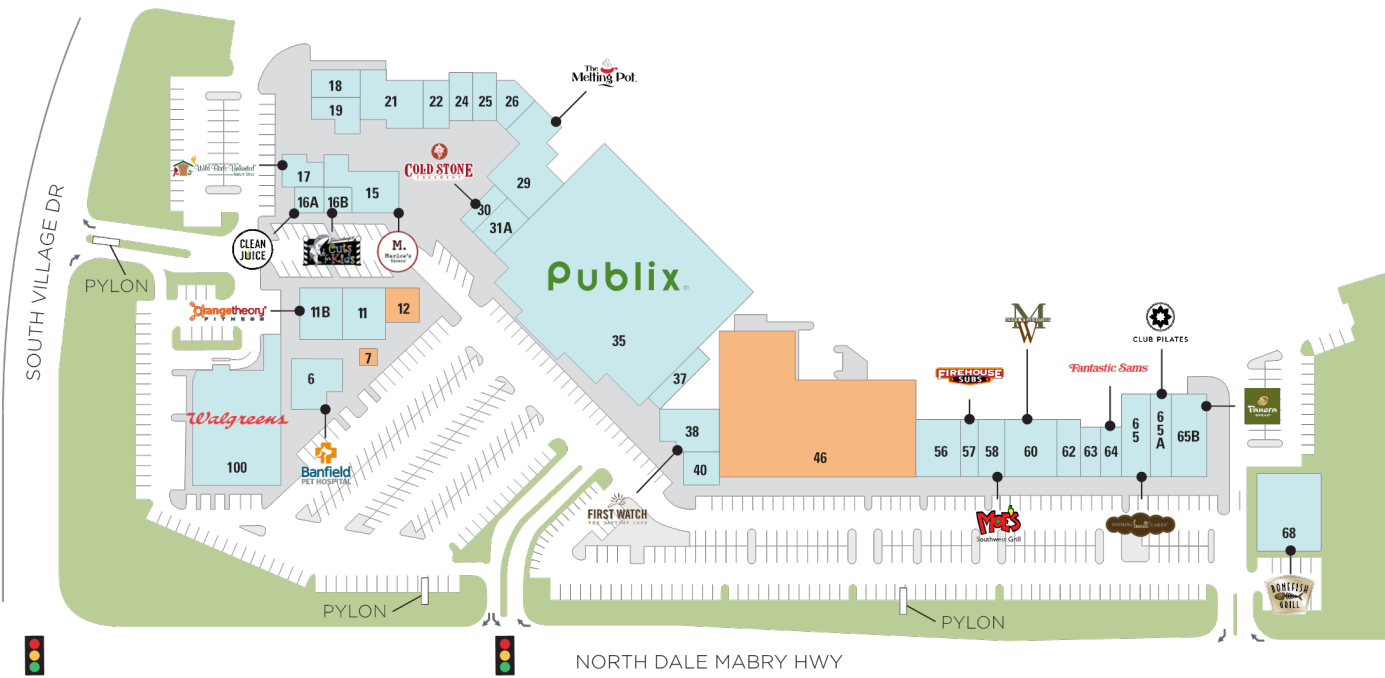 The
Melting Pot
18
19
21
22
24
25
26
COLD STONE
CREAMERY
Wild Birds Unlimited
17
15
16A
16B
29
30
31A
CLEAN
JUICE
Cuts
Kids
M.
Marlow's
Tavern
SOUTH VILLAGE DR
PYLON
Publix
Orangetheory
FITNESS
11B
11
12
7
6
35
37
MW
CLUB PILATES
FIREHOUSE
SUBS
Fantastic Sams
Panera
BREAD
Walgreens
100
Banfield
PET HOSPITAL
38
40
46
56
57
58
60
62
63
64
65
65A
65B
FIRST WATCH
THE DAYTIME CAFE
MOE'S
Southwest Grill
NOTHING bundt CAKES
68
BONEFISH
GRILL
PYLON
PYLON
NORTH DALE MABRY HWY